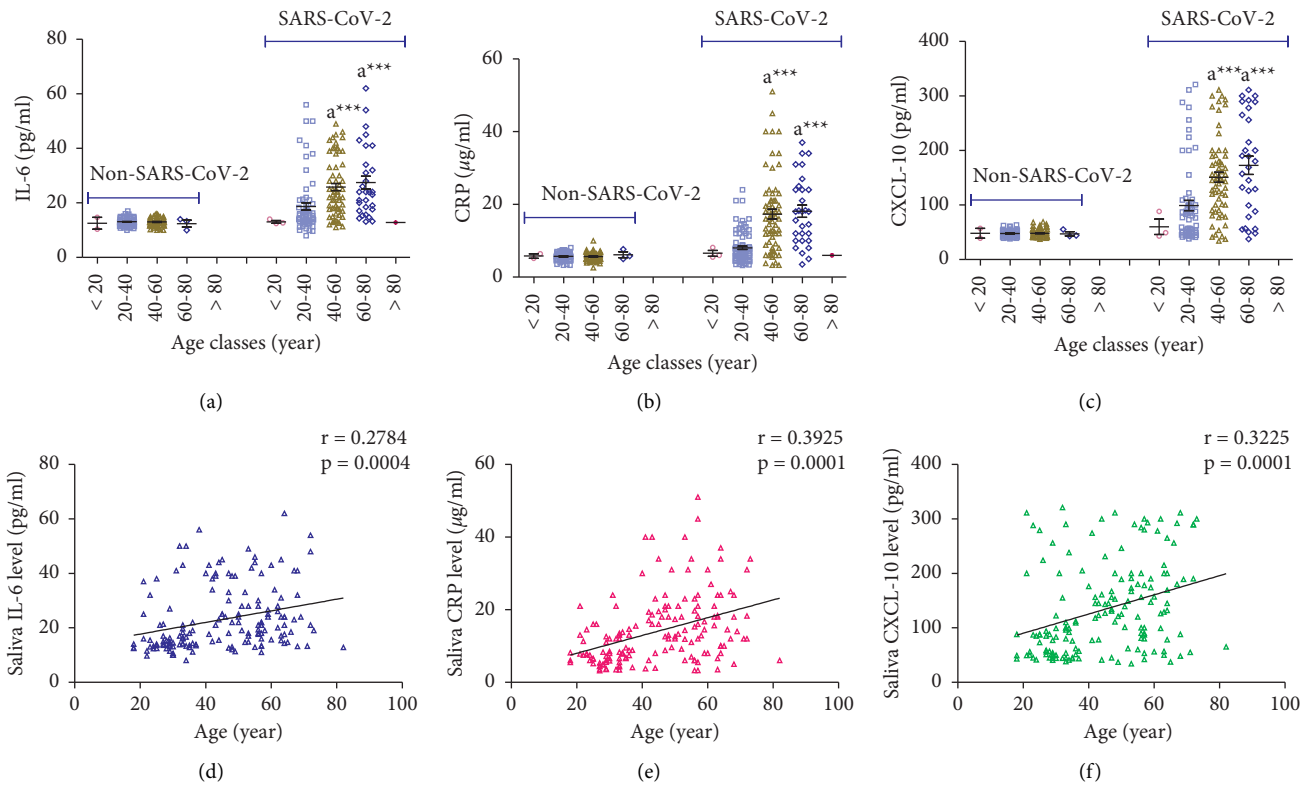 SARS-CoV-2
80
60
40
20
0
IL-6 (pg/ml)
Non-SARS-CoV-2
a***
a***
< 20
20-40
40-60
60-80
> 80
< 20
20-40
40-60
60-80
> 80
Age classes (year)
(a)
SARS-CoV-2
60
40
20
0
CRP (µg/ml)
Non-SARS-CoV-2
a***
a***
< 20
20-40
40-60
60-80
> 80
< 20
20-40
40-60
60-80
> 80
Age classes (year)
(b)
SARS-CoV-2
400
300
200
100
0
CXCL-10 (pg/ml)
Non-SARS-CoV-2
a***
a***
< 20
20-40
40-60
60-80
> 80
< 20
20-40
40-60
60-80
> 80
Age classes (year)
(c)
r = 0.2784
p = 0.0004
80
60
40
20
0
Saliva IL-6 level (pg/ml)
0 20 40 60 80 100
Age (year)
(d)
r = 0.3925
p = 0.0001
60
40
20
0
Saliva CRP level (µg/ml)
0 20 40 60 80 100
Age (year)
(e)
r = 0.3225
p = 0.0001
400
300
200
100
0
Saliva CXCL-10 level (pg/ml)
0 20 40 60 80 100
Age (year)
(f)